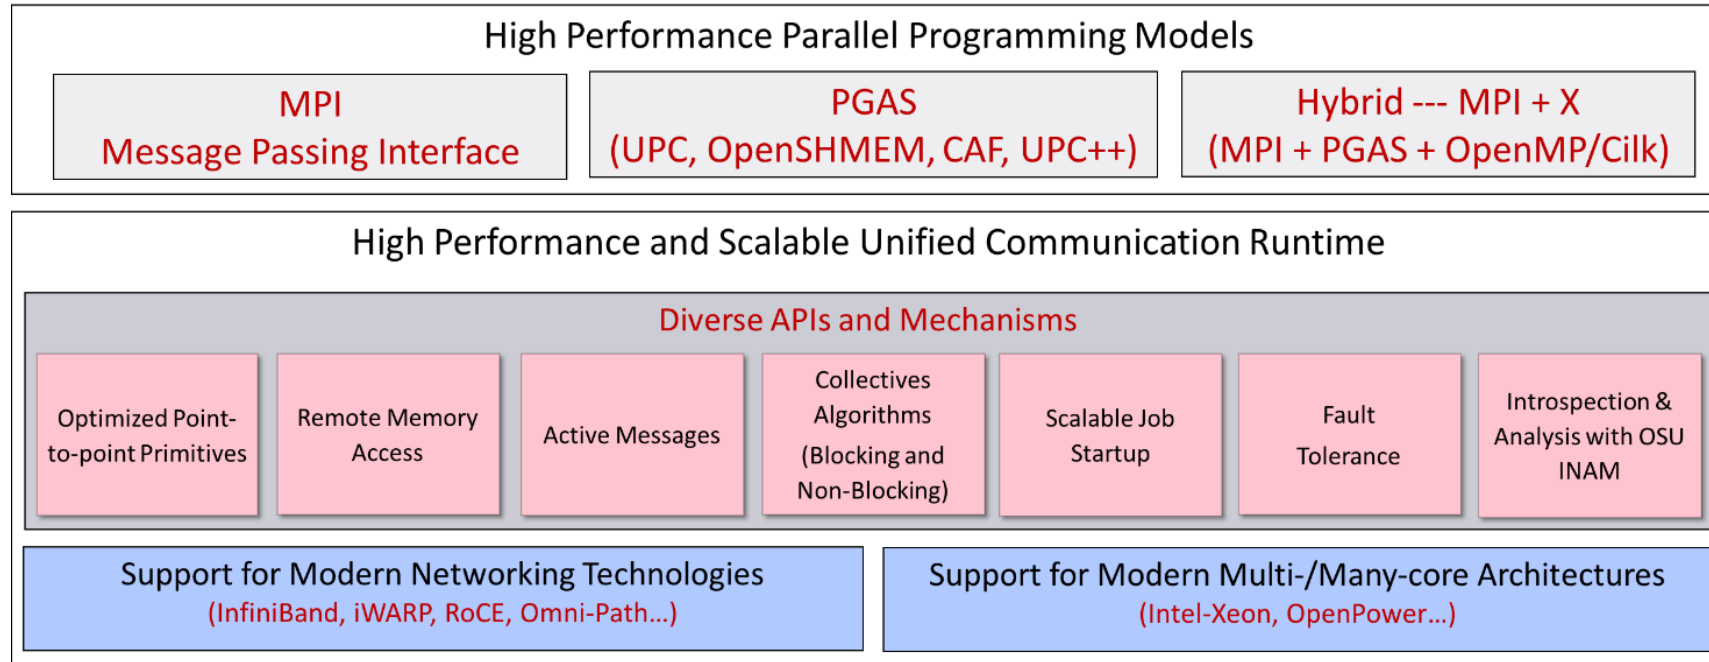 High Performance Parallel Programming Models
MPI
Message Passing Interface
PGAS
(UPC, OpenSHMEM, CAF, UPC++)
Hybrid --- MPI + X
(MPI + PGAS + OpenMP/Cilk)
High Performance and Scalable Unified Communication Runtime
Diverse APIs and Mechanisms
Optimized Point-
to-point Primitives
Remote Memory
Access
Active Messages
Collectives
Algorithms
(Blocking and
Non-Blocking)
Scalable Job
Startup
Fault
Tolerance
Introspection &
Analysis with OSU
INAM
Support for Modern Networking Technologies
(InfiniBand, iWARP, RoCE, Omni-Path...)
Support for Modern Multi-/Many-core Architectures
(Intel-Xeon, OpenPower...)